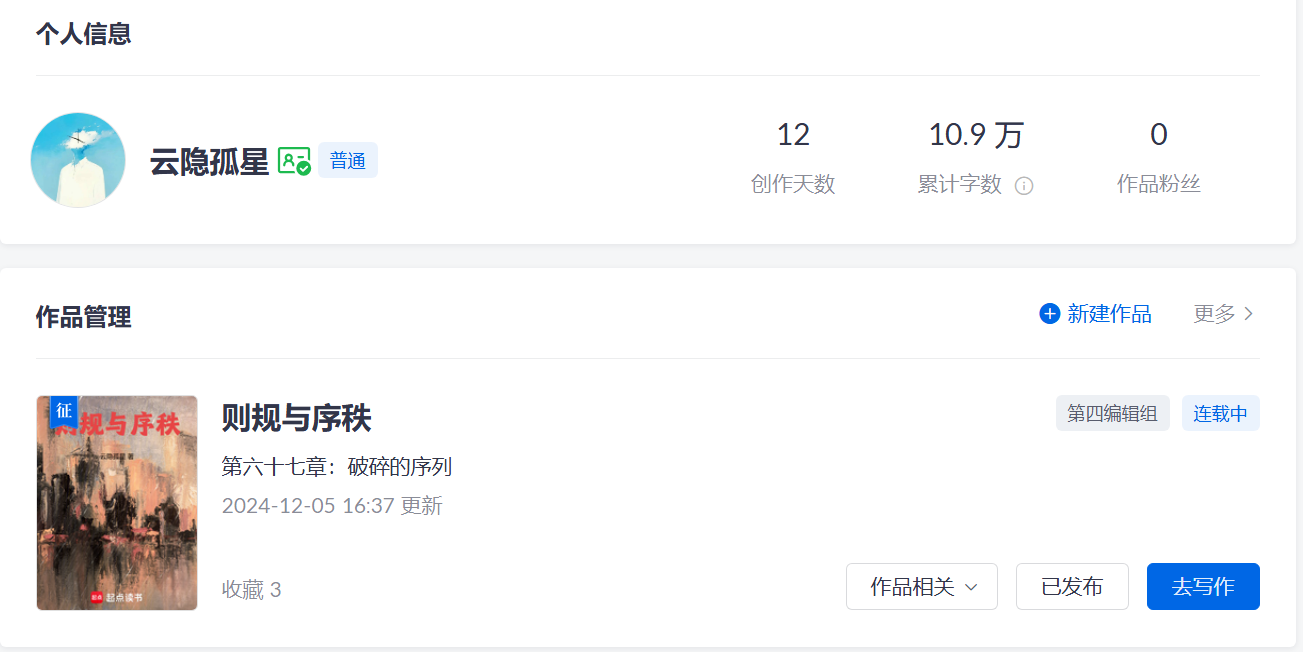 个人信息
云隐孤星 普通
12
创作天数
10.9 万
累计字数
0
作品粉丝
作品管理
新建作品 更多
征
则规与序秩
云隐孤星 著
起点读书
则规与序秩
第四编辑组 连载中
第六十七章：破碎的序列
2024-12-05 16:37 更新
收藏 3
作品相关 已发布 去写作